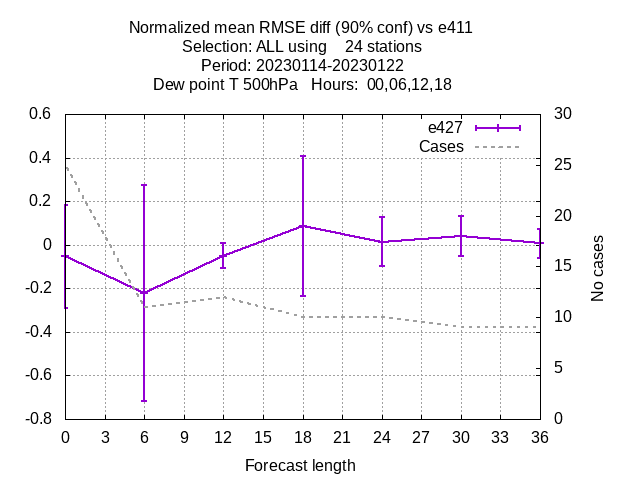 Normalized mean RMSE diff (90% conf) vs e411
Selection: ALL using    24 stations
Period: 20230114-20230122
Dew point T 500hPa   Hours:  00,06,12,18
0.6
0.4
0.2
0
-0.2
-0.4
-0.6
-0.8
30
25
20
15
10
5
0
e427
Cases
No cases
0 3 6 9 12 15 18 21 24 27 30 33 36
Forecast length